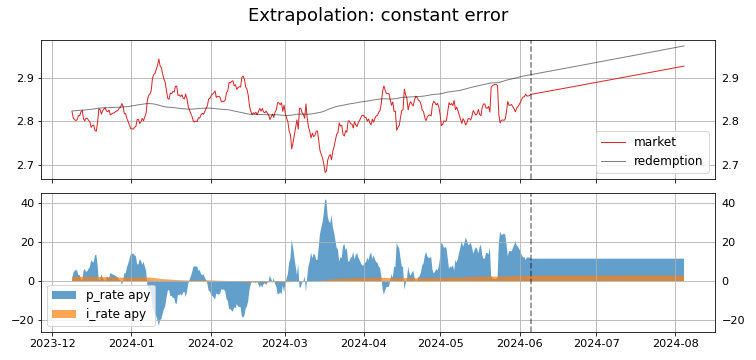 Extrapolation: constant error
2.9 2.9
2.8 2.8
2.7 2.7
market
redemption
40 40
20 20
0 0
−20 −20
p_rate apy
i_rate apy
2023-12 2024-01 2024-02 2024-03 2024-04 2024-05 2024-06 2024-07 2024-08